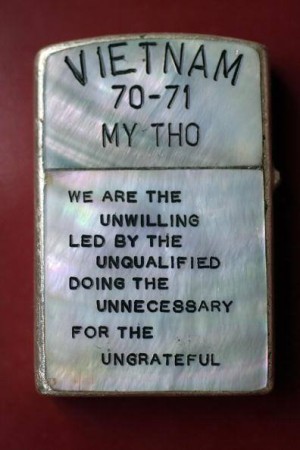 VIETNAM
70-71
MY THO
WE ARE THE
UNWILLING
LED BY THE
UNQUALIFIED
DOING THE
UNNECESSARY
FOR THE
UNGRATEFUL